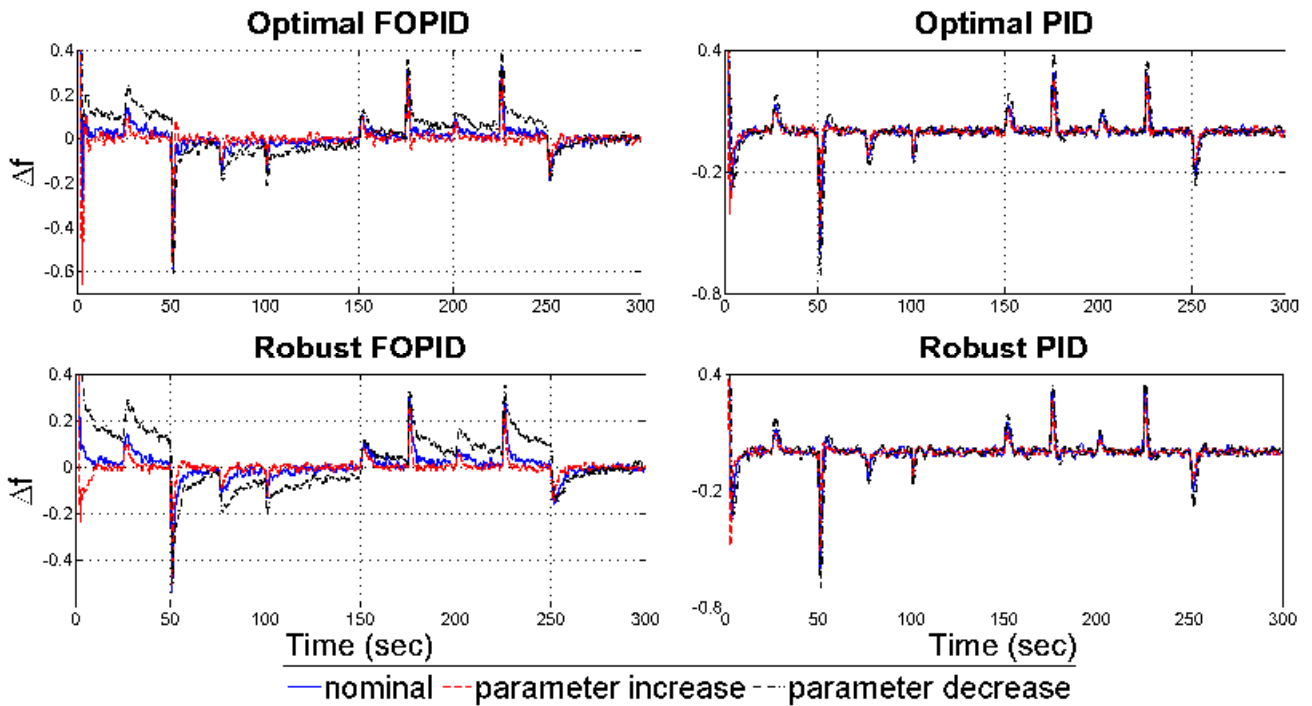 Optimal FOPID
Optimal PID
0.4
0.2
0
-0.2
-0.4
-0.6
Δf
0 50 100 150 200 250 300
0.4
-0.2
-0.8
0 50 100 150 200 250 300
Robust FOPID
Robust PID
0.4
0.2
0
-0.2
-0.4
Δf
0 50 100 150 200 250 300
0.4
-0.2
-0.8
0 50 100 150 200 250 300
Time (sec)
Time (sec)
nominal parameter increase parameter decrease